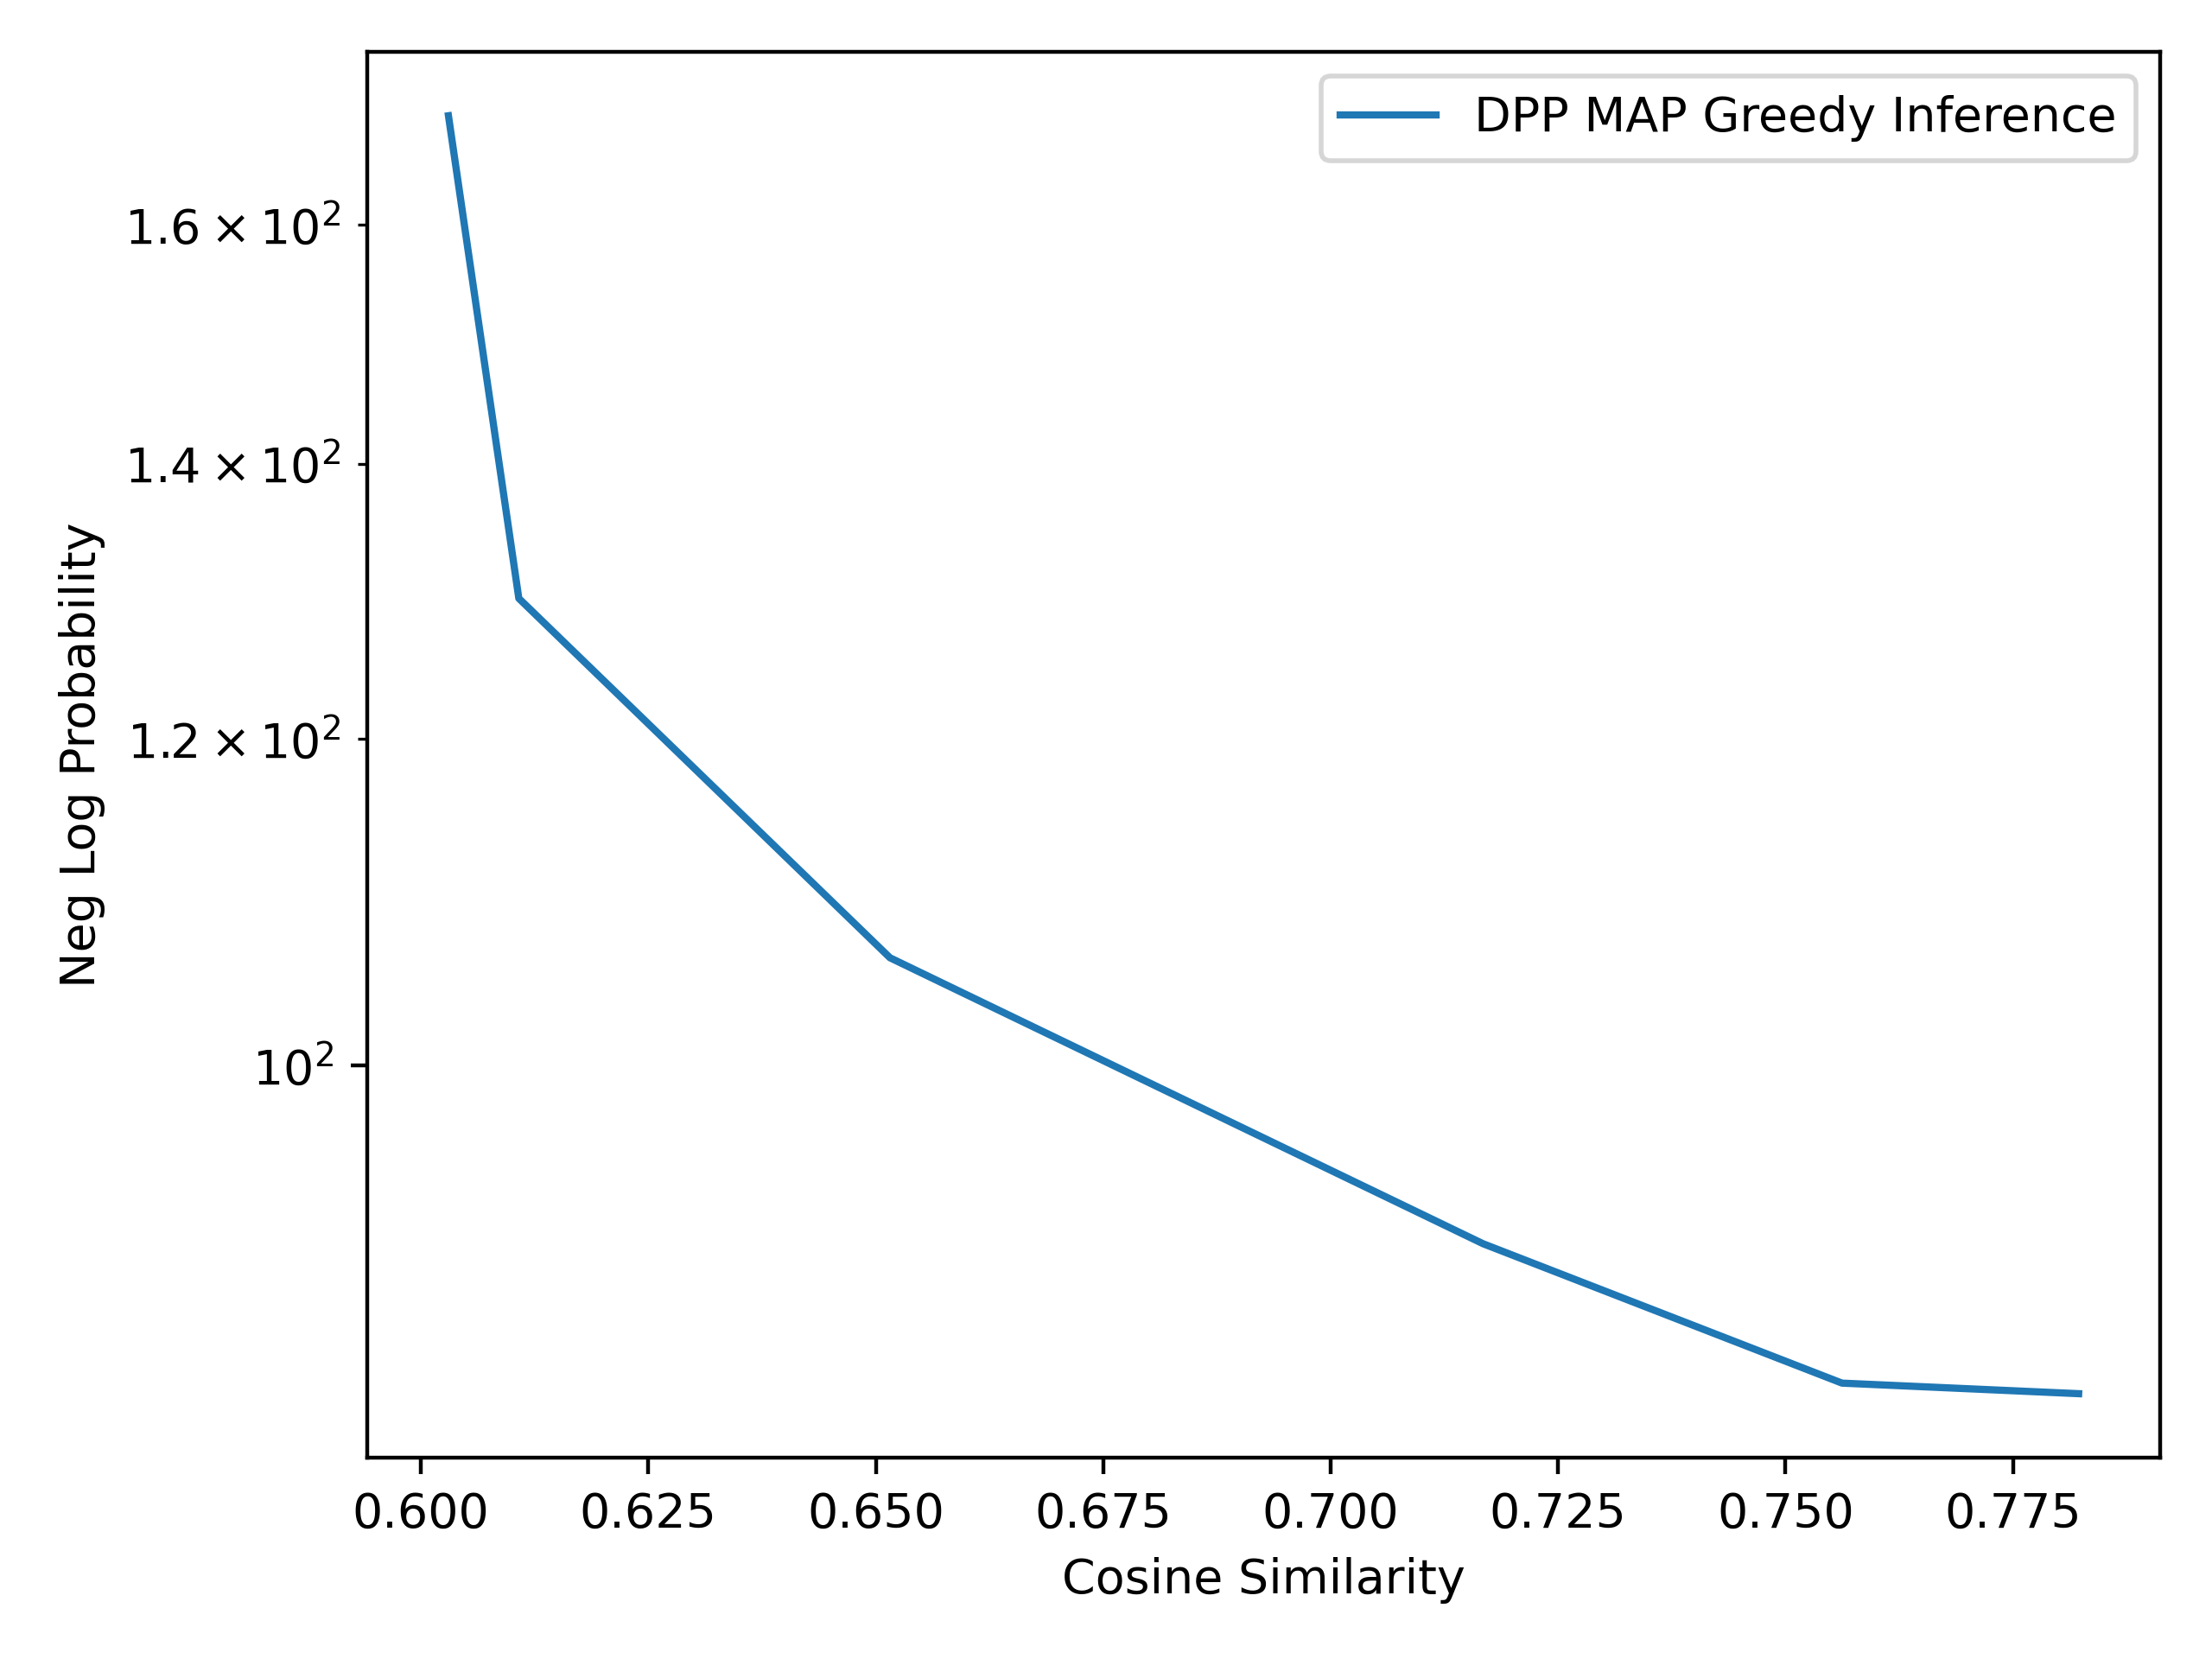 DPP MAP Greedy Inference
Neg Log Probability
1.6 × 10²
1.4 × 10²
1.2 × 10²
10²
0.600 0.625 0.650 0.675 0.700 0.725 0.750 0.775
Cosine Similarity